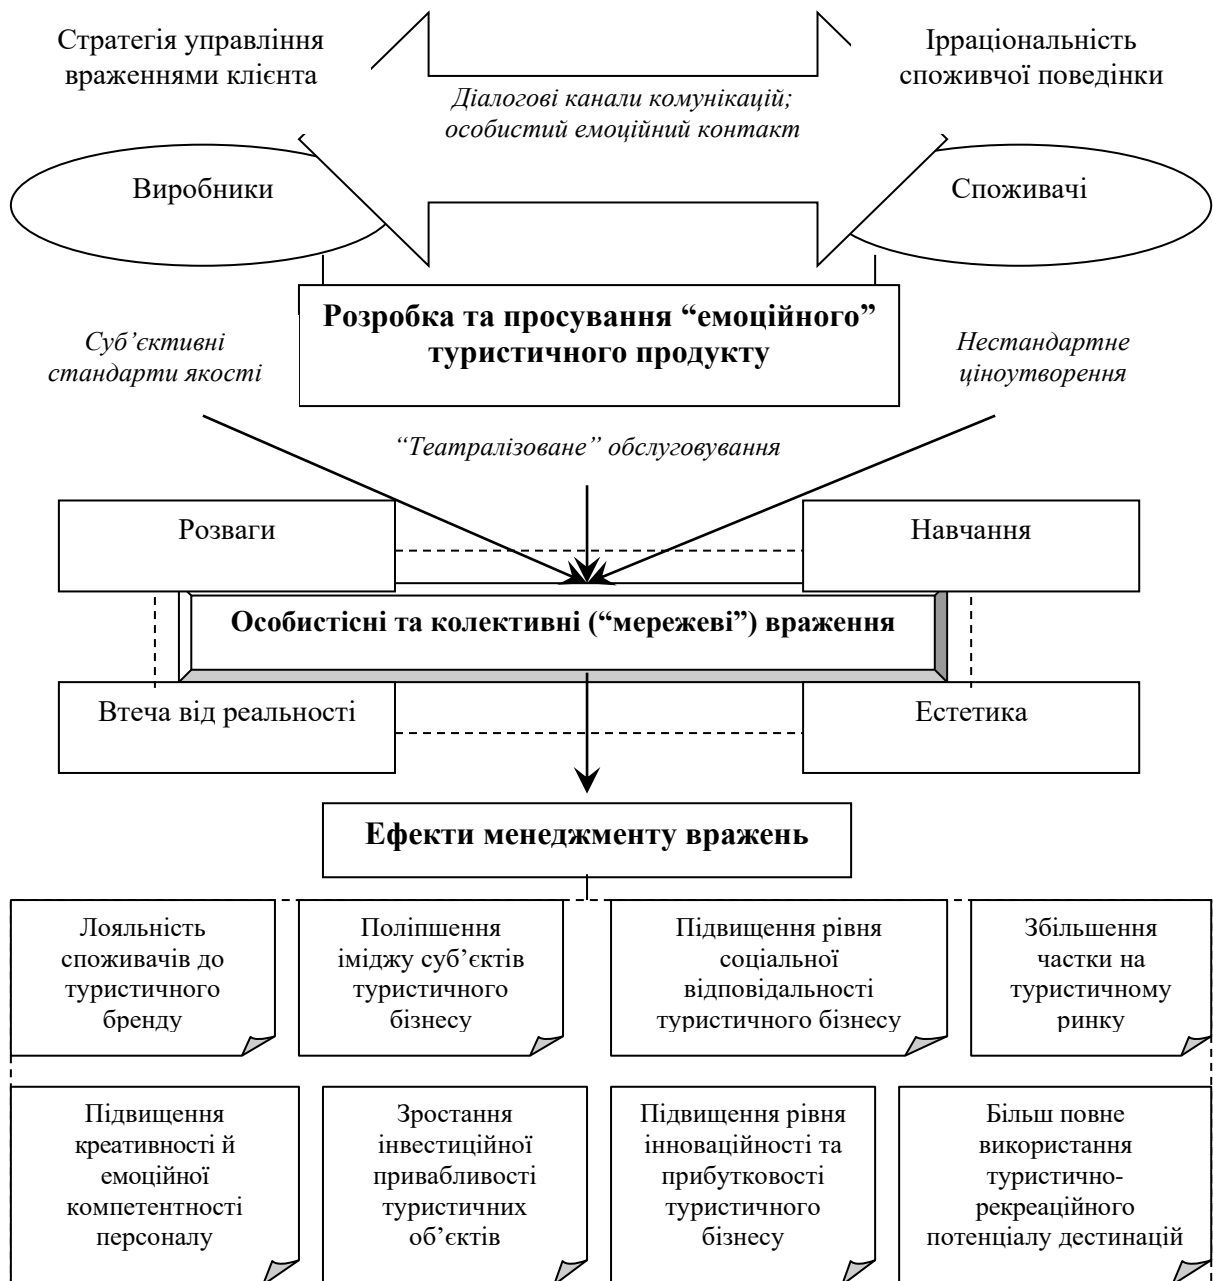 Стратегія управління
враженнями клієнта
Ірраціональність
споживчої поведінки
Діалогові канали комунікацій;
особистий емоційний контакт
Виробники
Споживачі
Розробка та просування “емоційного”
туристичного продукту
Суб’єктивні
стандарти якості
Нестандартне
ціноутворення
“Театралізоване” обслуговування
Розваги
Навчання
Особистісні та колективні (“мережеві”) враження
Втеча від реальності
Естетика
Ефекти менеджменту вражень
Лояльність
споживачів до
туристичного
бренду
Поліпшення
іміджу суб’єктів
туристичного
бізнесу
Підвищення рівня
соціальної
відповідальності
туристичного бізнесу
Збільшення
частки на
туристичному
ринку
Підвищення
креативності й
емоційної
компетентності
персоналу
Зростання
інвестиційної
привабливості
туристичних
об’єктів
Підвищення рівня
інноваційності та
прибутковості
туристичного
бізнесу
Більш повне
використання
туристично-
рекреаційного
потенціалу дестинацій